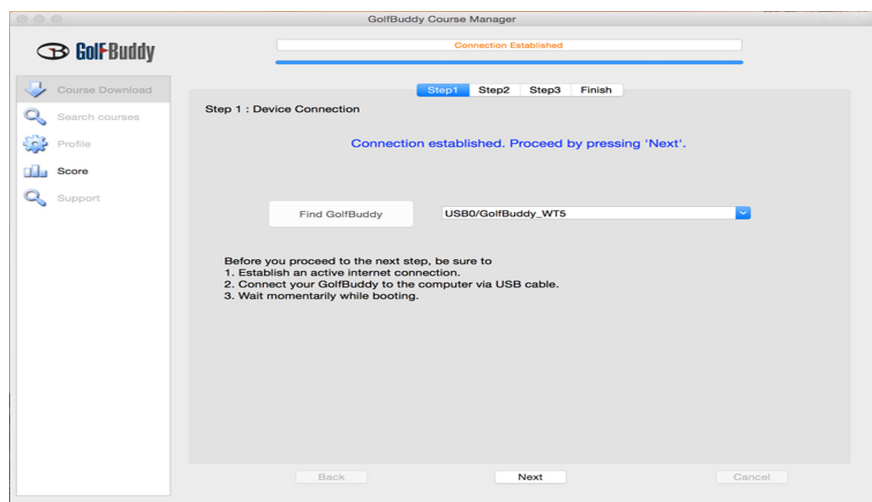 GolfBuddy Course Manager
GolfBuddy
Connection Established
Course Download
Search courses
Profile
Score
Support
Step1 Step2 Step3 Finish
Step 1 : Device Connection
Connection established. Proceed by pressing 'Next'.
Find GolfBuddy
USB0/GolfBuddy_WT5
Before you proceed to the next step, be sure to
1. Establish an active internet connection.
2. Connect your GolfBuddy to the computer via USB cable.
3. Wait momentarily while booting.
Back Next Cancel